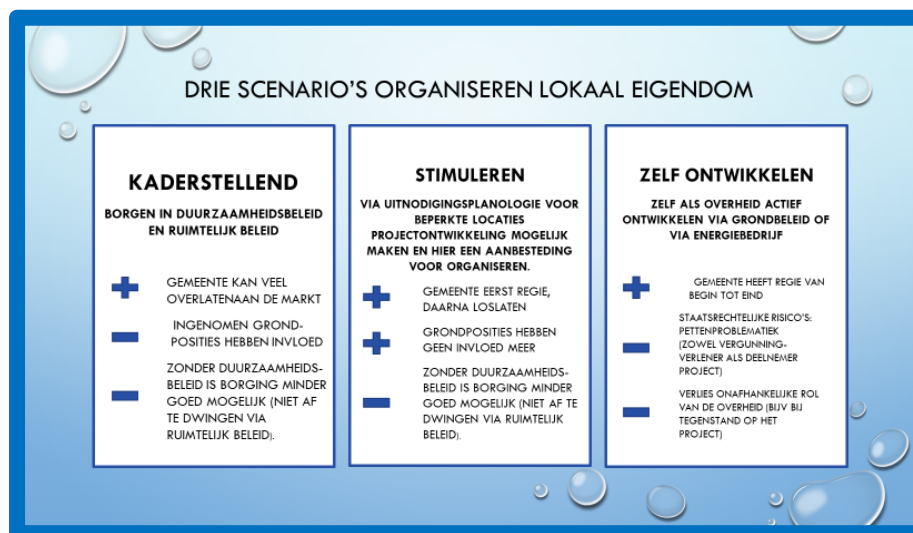 DRIE SCENARIO'S ORGANISEREN LOKAAL EIGENDOM
KADERSTELLEND
BORGEN IN DUURZAAMHEIDSBELEID
EN RUIMTELIJK BELEID
GEMEENTE KAN VEEL
OVERLATENAAN DE MARKT
INGENOMEN GROND-
POSITIES HEBBEN INVLOED
ZONDER DUURZAAMHEIDS-
BELEID IS BORGING MINDER
GOED MOGELIJK (NIET AF
TE DWINGEN VIA
RUIMTELIJK BELEID).
STIMULEREN
VIA UITNODIGINGSPLANOLOGIE VOOR
BEPERKTE LOCATIES
PROJECTONTWIKKELING MOGELIJK
MAKEN EN HIER EEN AANBESTEDING
VOOR ORGANISEREN.
GEMEENTE EERST REGIE,
DAARNA LOSLATEN
GRONDPOSITIES HEBBEN
GEEN INVLOED MEER
ZONDER DUURZAAMHEIDS-
BELEID IS BORGING MINDER
GOED MOGELIJK (NIET AF
TE DWINGEN VIA RUIMTELIJK
BELEID).
ZELF ONTWIKKELEN
ZELF ALS OVERHEID ACTIEF
ONTWIKKELEN VIA GRONDBELEID OF
VIA ENERGIEBEDRIJF
GEMEENTE HEEFT REGIE VAN
BEGIN TOT EIND
STAATSRECHTELIJKE RISICO'S:
PETTENPROBLEMATIEK
(ZOWEL VERGUNNING-
VERLENER ALS DEELNEMER
PROJECT)
VERLIES ONAFHANKELIJKE ROL
VAN DE OVERHEID (BIJV BIJ
TEGENSTAND OP HET
PROJECT)